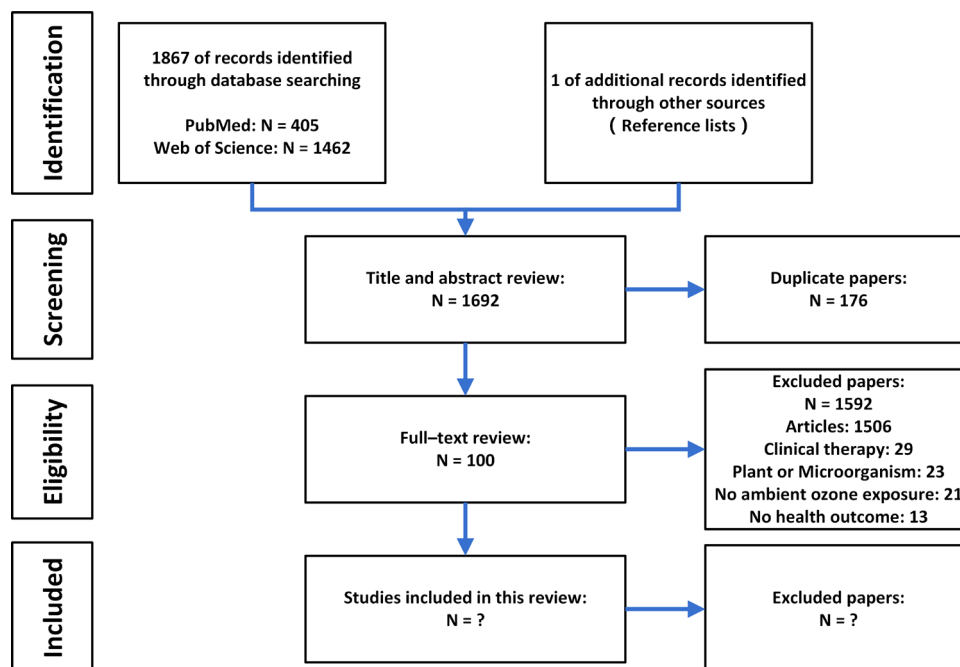 Identification
1867 of records identified
through database searching
PubMed: N = 405
Web of Science: N = 1462
1 of additional records identified
through other sources
( Reference lists )
Screening
Title and abstract review:
N = 1692
Duplicate papers:
N = 176
Eligibility
Full–text review:
N = 100
Excluded papers:
N = 1592
Articles: 1506
Clinical therapy: 29
Plant or Microorganism: 23
No ambient ozone exposure: 21
No health outcome: 13
Included
Studies included in this review:
N = ?
Excluded papers:
N = ?